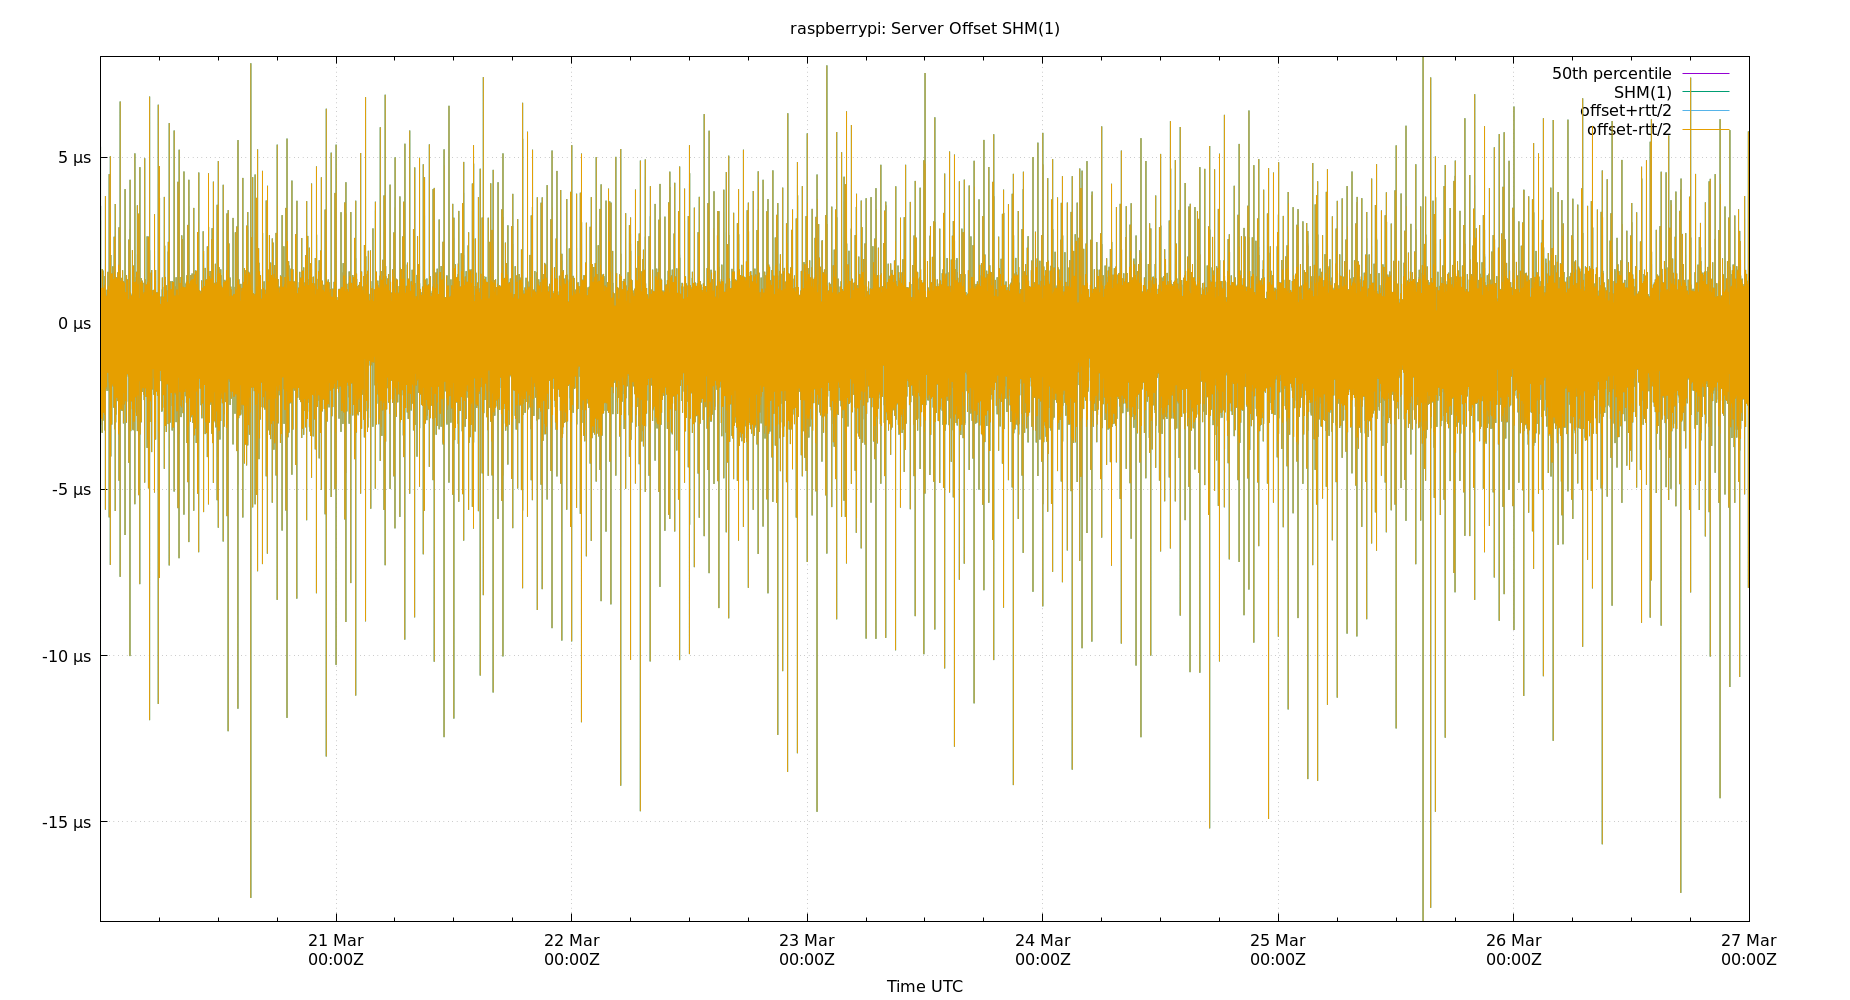 raspberrypi: Server Offset SHM(1)
50th percentile
SHM(1)
offset+rtt/2
offset-rtt/2
5 µs
0 µs
-5 µs
-10 µs
-15 µs
21 Mar 22 Mar 23 Mar 24 Mar 25 Mar 26 Mar 27 Mar
00:00Z 00:00Z 00:00Z 00:00Z 00:00Z 00:00Z 00:00Z
Time UTC